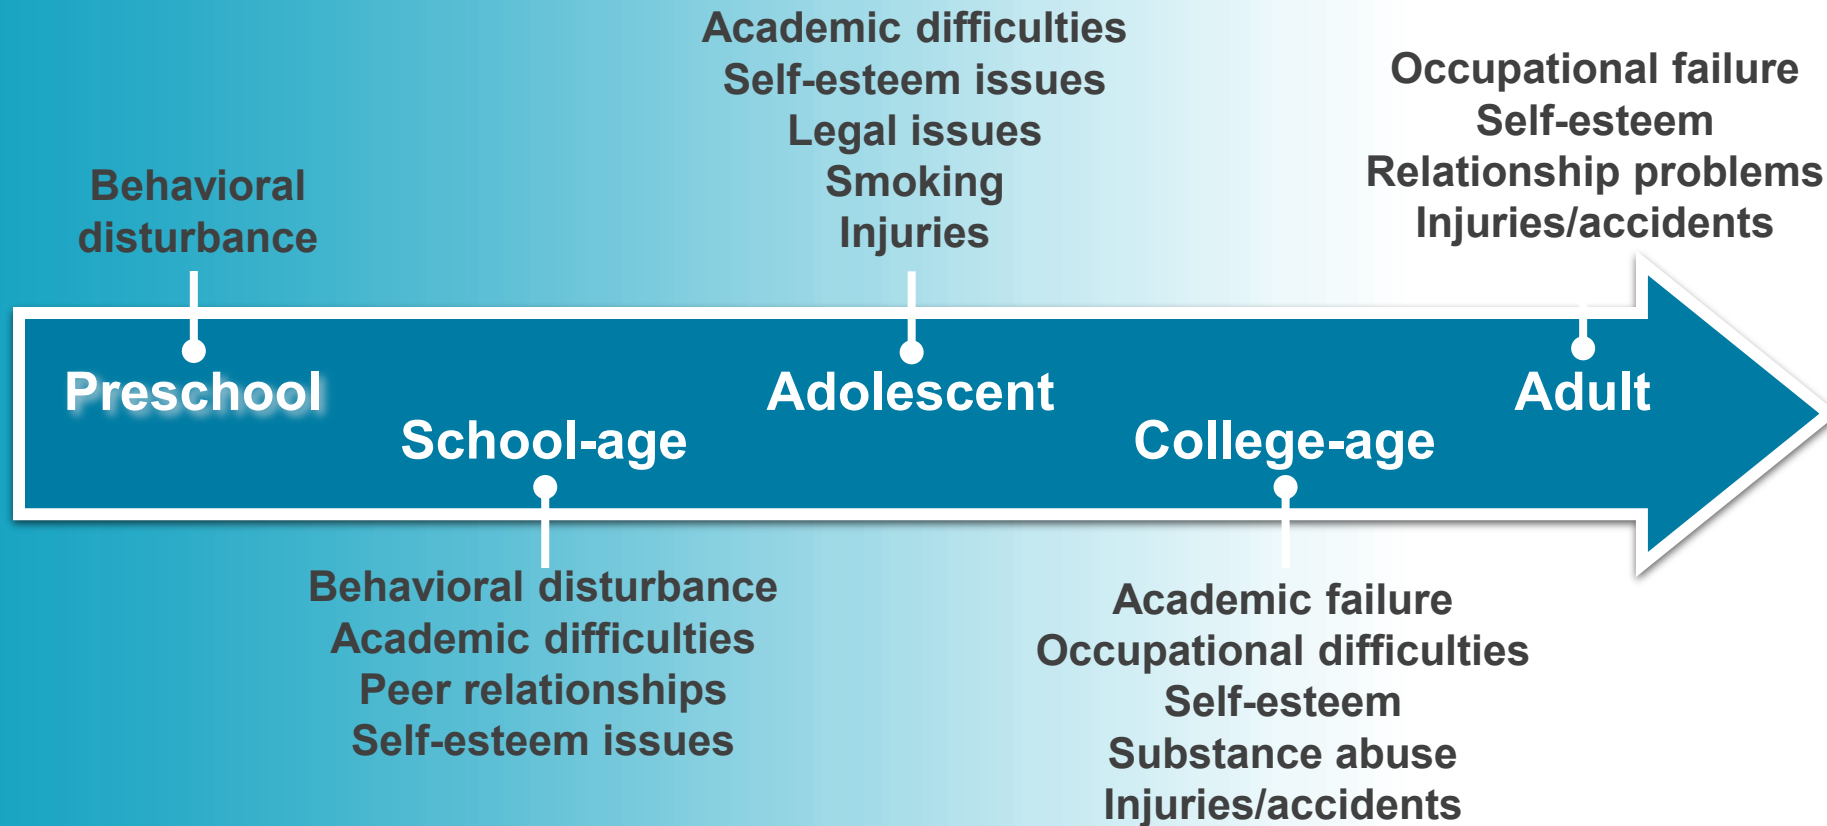 Academic difficulties
Self-esteem issues
Legal issues
Smoking
Injuries
Occupational failure
Self-esteem
Relationship problems
Injuries/accidents
Behavioral
disturbance
Preschool
School-age
Adolescent
College-age
Adult
Behavioral disturbance
Academic difficulties
Peer relationships
Self-esteem issues
Academic failure
Occupational difficulties
Self-esteem
Substance abuse
Injuries/accidents